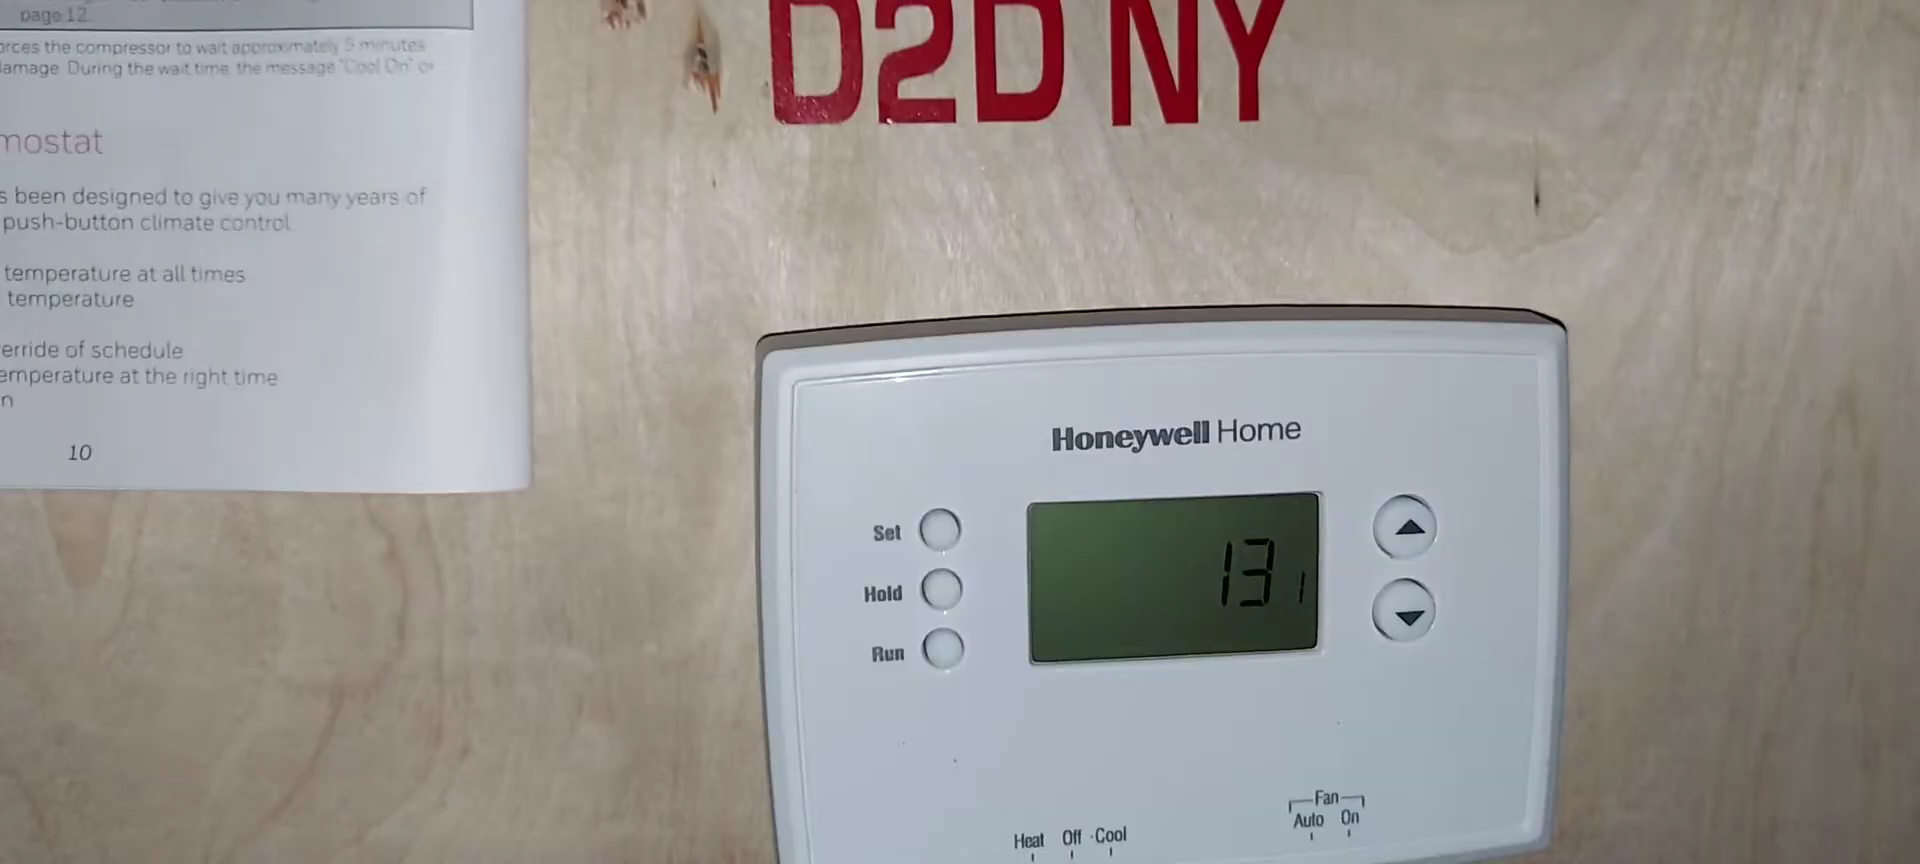 page 12.
orces the compressor to wait approximately 5 minutes
damage. During the wait time, the message "Cool On" or
mostat
s been designed to give you many years of
push-button climate control.
temperature at all times
temperature
erride of schedule
emperature at the right time
n
10
D2D NY
Honeywell Home
Set
Hold
Run
13 1
Fan
Auto On
Heat Off Cool